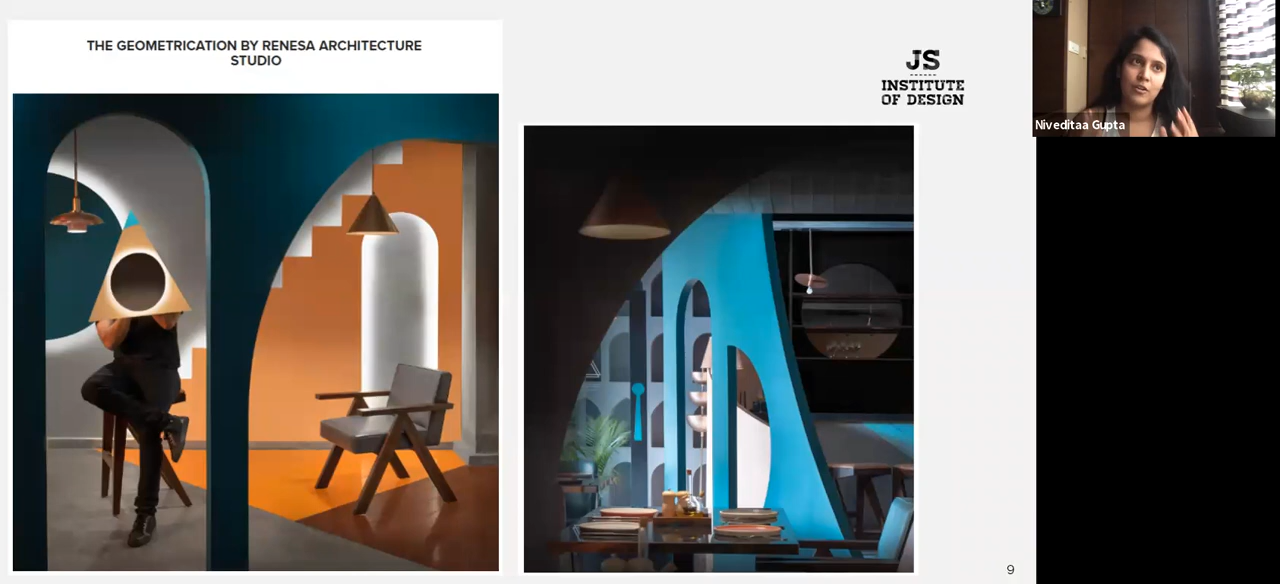 THE GEOMETRICATION BY RENESA ARCHITECTURE
STUDIO
JS
INSTITUTE
OF DESIGN
Niveditaa Gupta
9